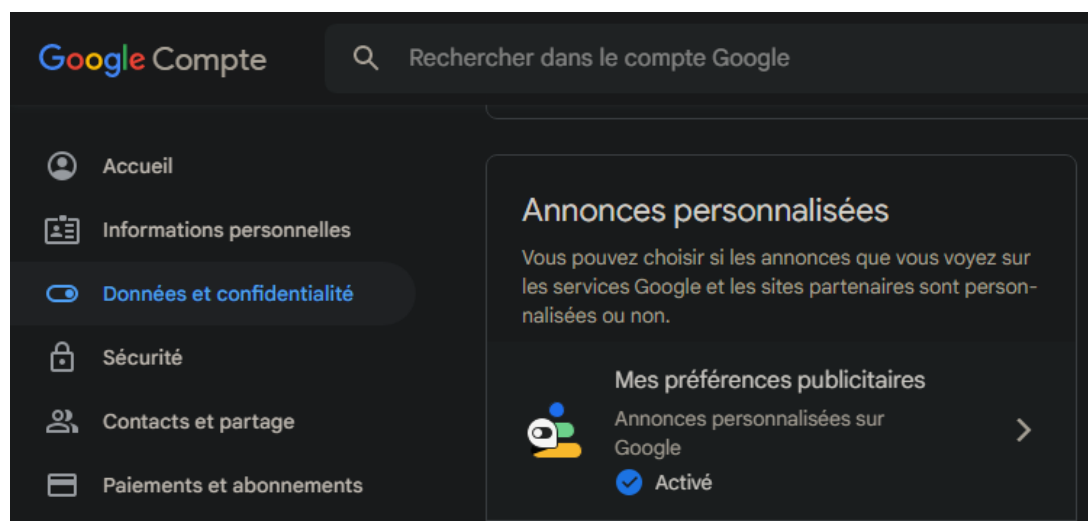 Google Compte
Rechercher dans le compte Google
Accueil
Informations personnelles
Données et confidentialité
Sécurité
Contacts et partage
Paiements et abonnements
Annonces personnalisées
Vous pouvez choisir si les annonces que vous voyez sur
les services Google et les sites partenaires sont person-
nalisées ou non.
Mes préférences publicitaires
Annonces personnalisées sur
Google
Activé